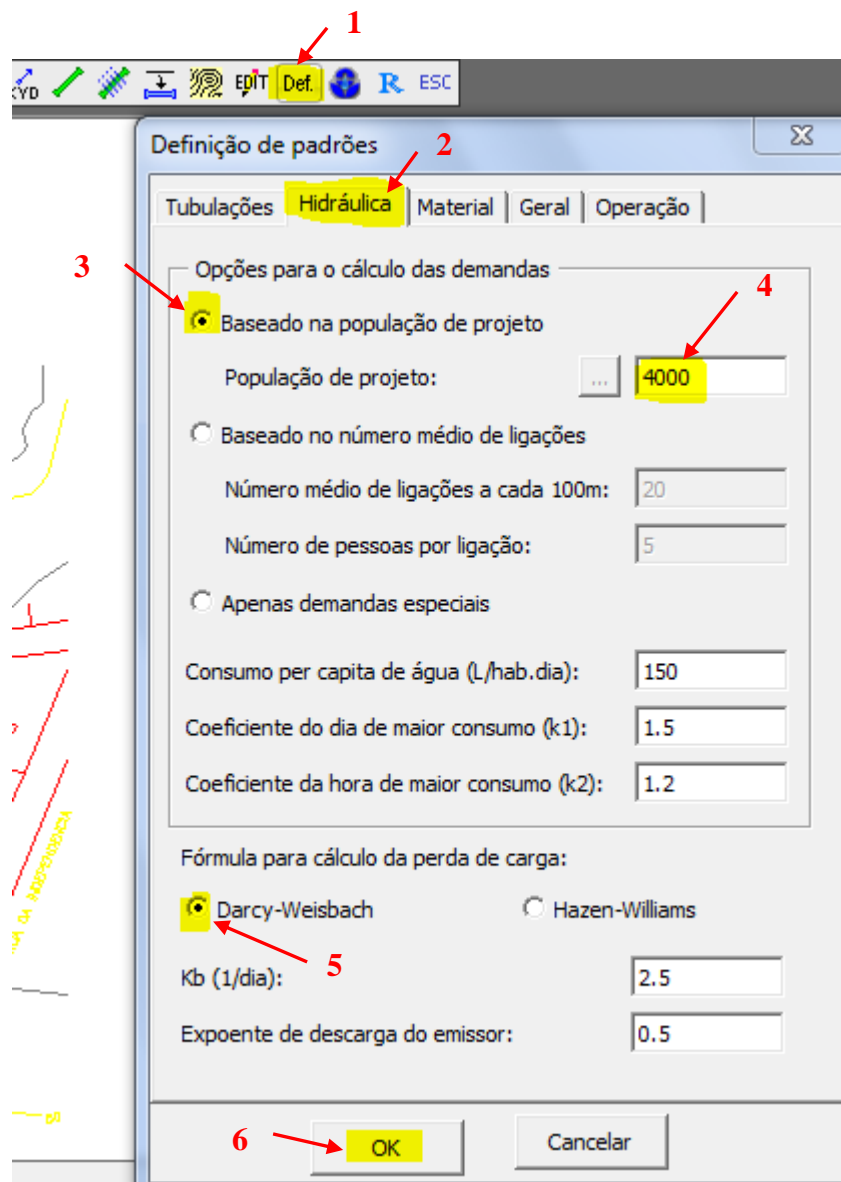 1
XYD EDIT Def. R ESC
Definição de padrões 2
Tubulações Hidráulica Material Geral Operação
3
Opções para o cálculo das demandas
4
Baseado na população de projeto
População de projeto: ... 4000
Baseado no número médio de ligações
Número médio de ligações a cada 100m: 20
Número de pessoas por ligação: 5
Apenas demandas especiais
Consumo per capita de água (L/hab.dia): 150
Coeficiente do dia de maior consumo (k1): 1.5
Coeficiente da hora de maior consumo (k2): 1.2
Fórmula para cálculo da perda de carga:
Darcy-Weisbach Hazen-Williams
5
Kb (1/dia): 2.5
Expoente de descarga do emissor: 0.5
6 OK Cancelar